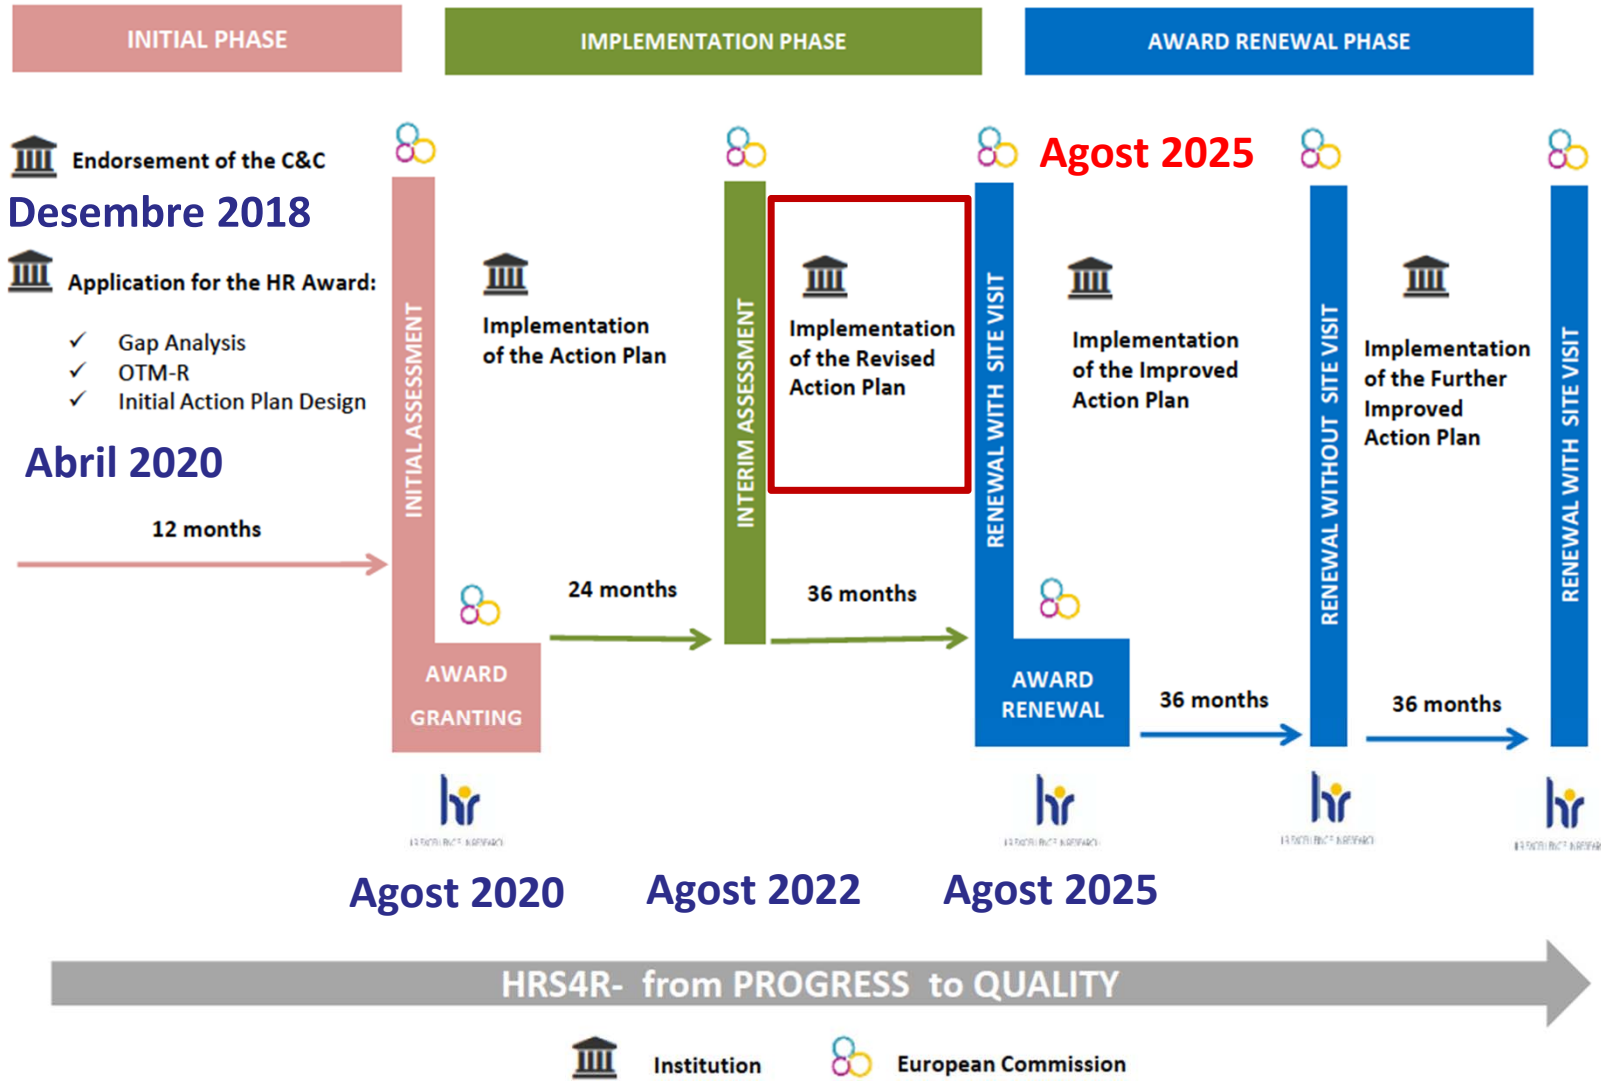 INITIAL PHASE
IMPLEMENTATION PHASE
AWARD RENEWAL PHASE
Endorsement of the C&C
Desembre 2018
Application for the HR Award:
✓ Gap Analysis
✓ OTM-R
✓ Initial Action Plan Design
Abril 2020
12 months
INITIAL ASSESSMENT
AWARD
GRANTING
Implementation
of the Action Plan
24 months
INTERIM ASSESSMENT
Implementation
of the Revised
Action Plan
36 months
RENEWAL WITH SITE VISIT
Agost 2025
AWARD
RENEWAL
Implementation
of the Improved
Action Plan
36 months
RENEWAL WITHOUT SITE VISIT
Implementation
of the Further
Improved
Action Plan
36 months
RENEWAL WITH SITE VISIT
hr
hr
hr
hr
Agost 2020
Agost 2022
Agost 2025
HRS4R- from PROGRESS to QUALITY
Institution
European Commission